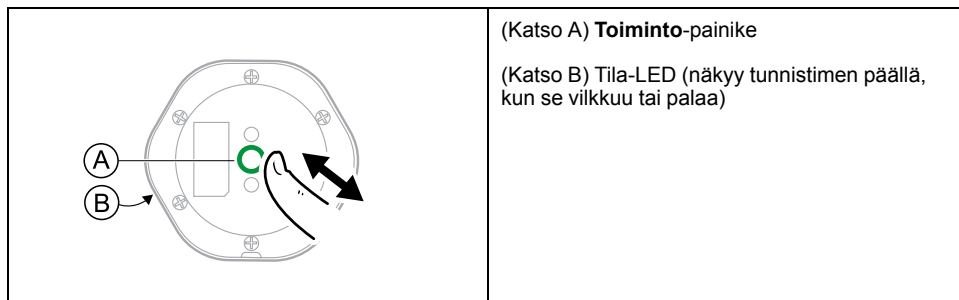 A
B
(Katso A) Toiminto-painike
(Katso B) Tila-LED (näkyy tunnistimen päällä,
kun se vilkkuu tai palaa)